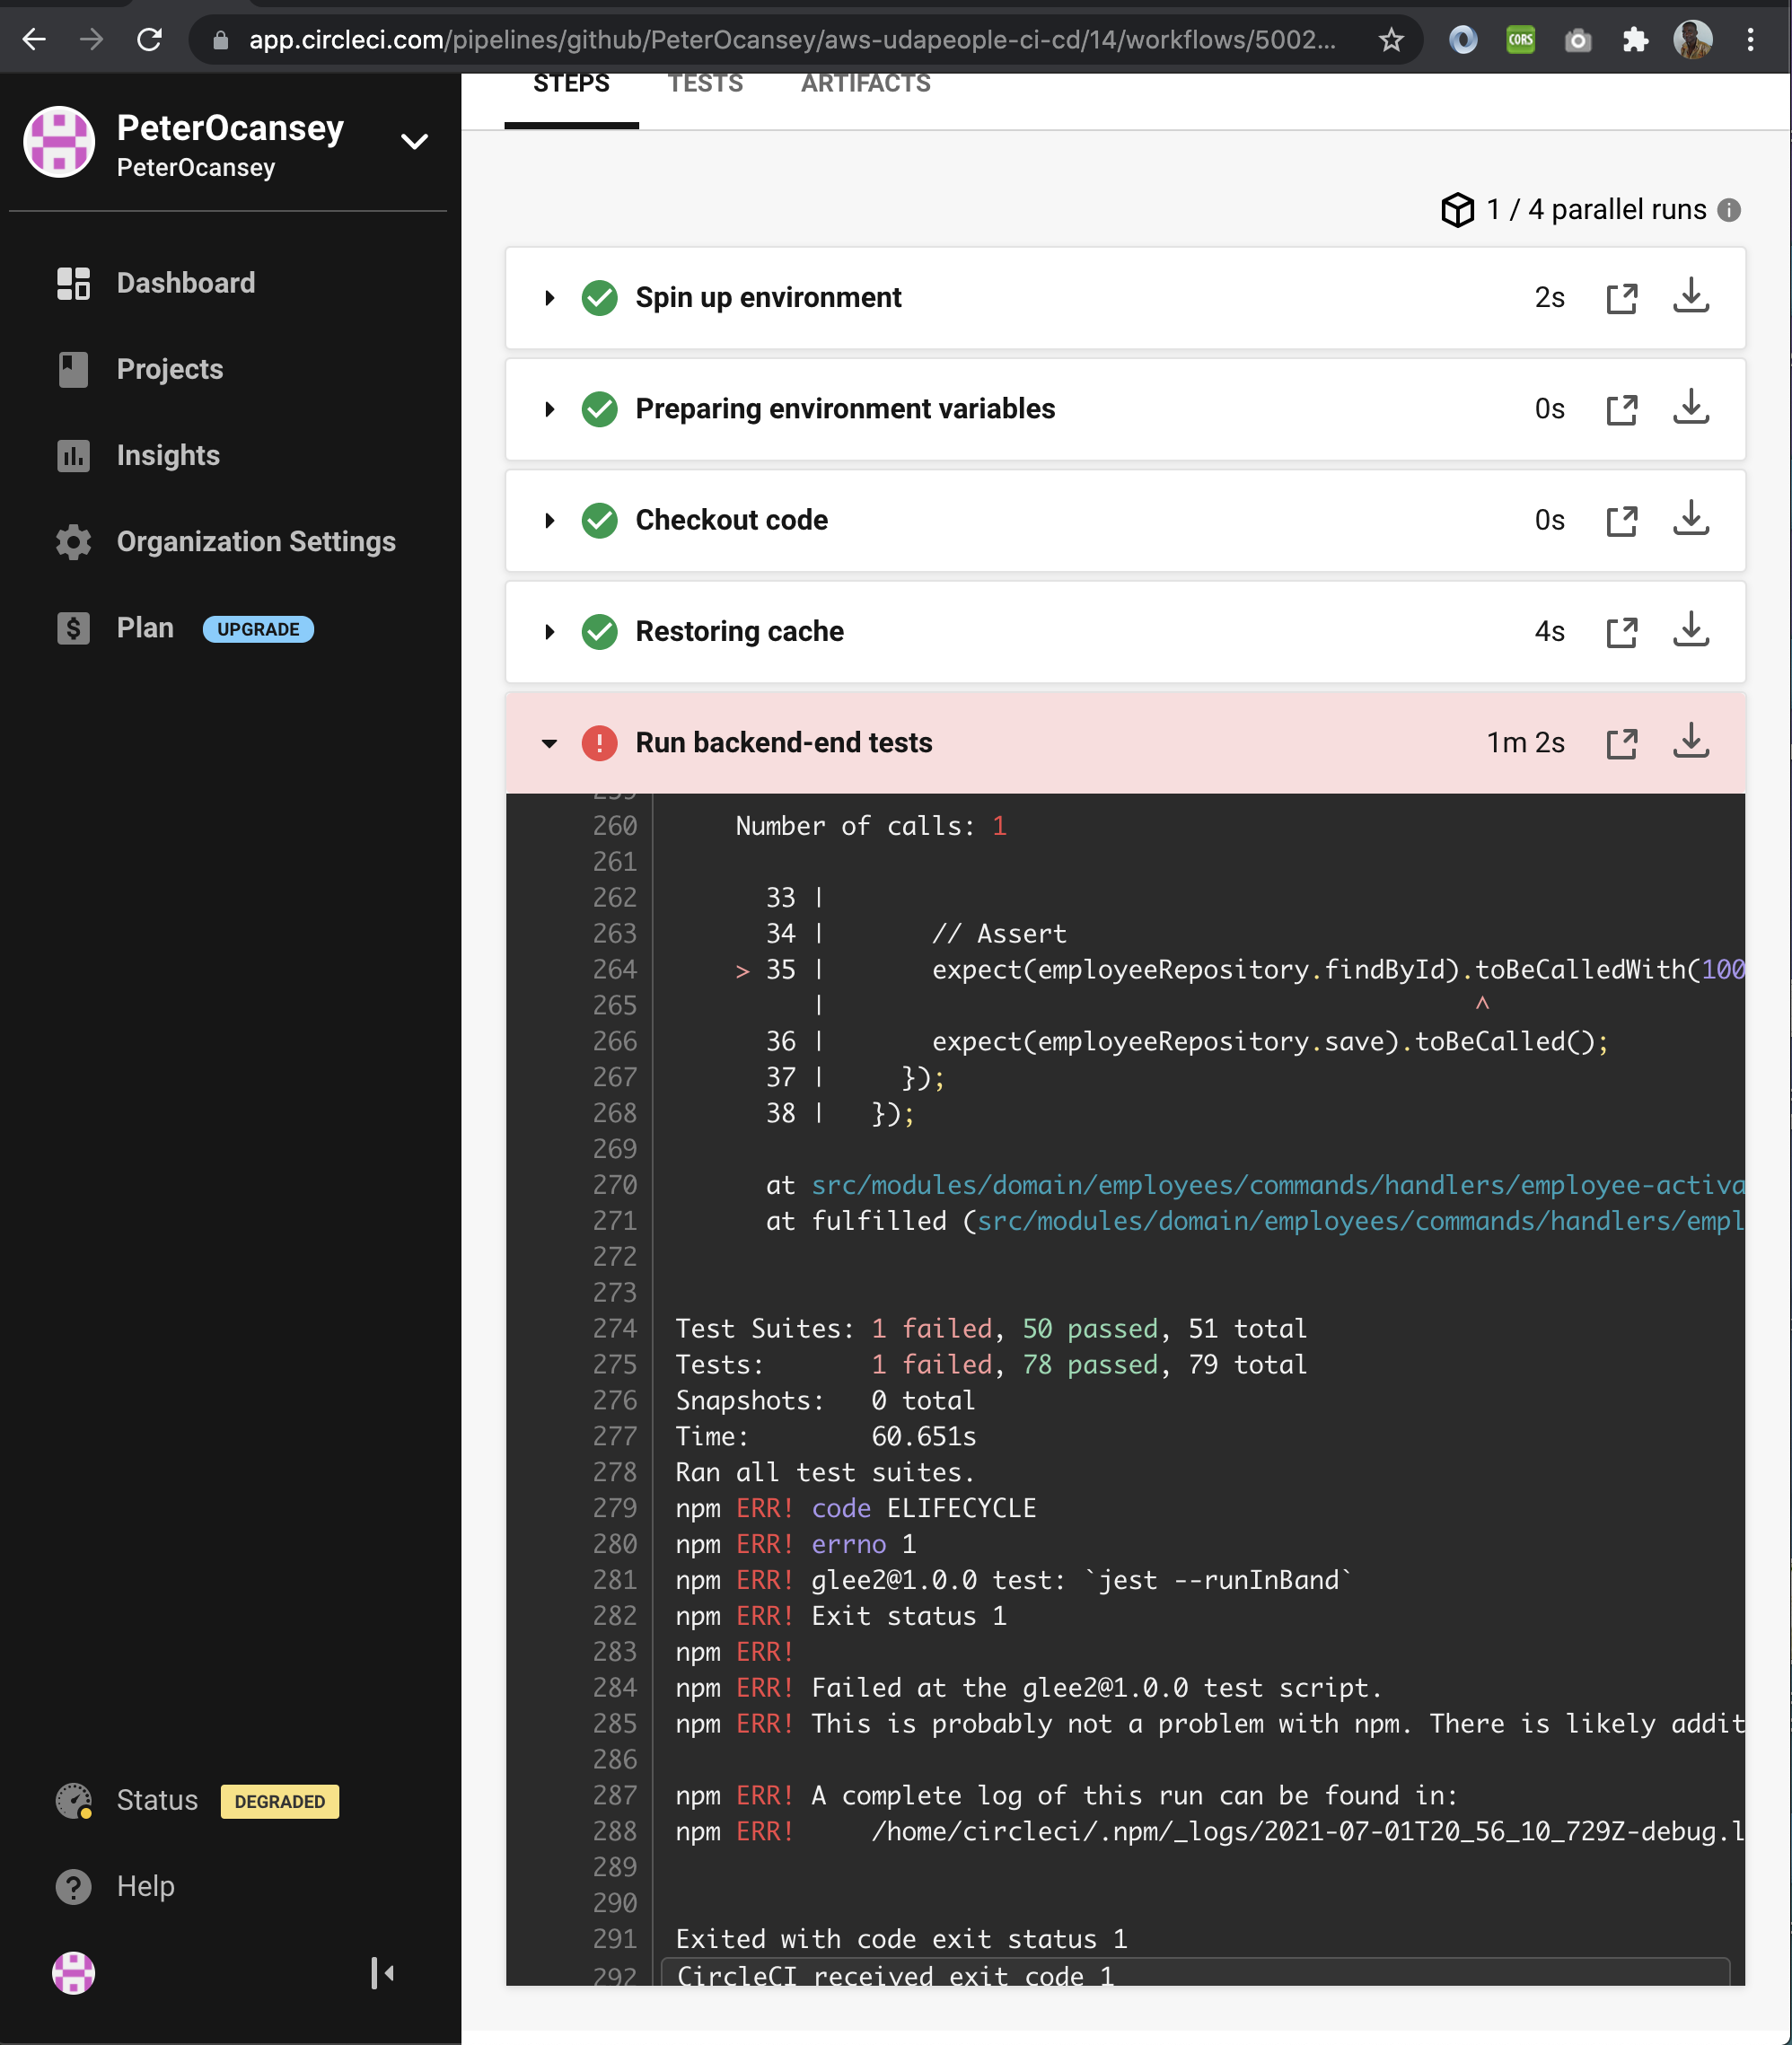 app.circleci.com/pipelines/github/PeterOcansey/aws-udapeople-ci-cd/14/workflows/5002...
CORS
PeterOcansey
PeterOcansey
Dashboard
Projects
Insights
Organization Settings
$ Plan UPGRADE
Status DEGRADED
? Help
STEPS TESTS ARTIFACTS
1 / 4 parallel runs i
Spin up environment 2s
Preparing environment variables 0s
Checkout code 0s
Restoring cache 4s
! Run backend-end tests 1m 2s
259
260 Number of calls: 1
261
262 33 |
263 34 | // Assert
264 > 35 | expect(employeeRepository.findById).toBeCalledWith(100
265 | ^
266 36 | expect(employeeRepository.save).toBeCalled();
267 37 | });
268 38 | });
269
270 at src/modules/domain/employees/commands/handlers/employee-activa
271 at fulfilled (src/modules/domain/employees/commands/handlers/empl
272
273
274 Test Suites: 1 failed, 50 passed, 51 total
275 Tests: 1 failed, 78 passed, 79 total
276 Snapshots: 0 total
277 Time: 60.651s
278 Ran all test suites.
279 npm ERR! code ELIFECYCLE
280 npm ERR! errno 1
281 npm ERR! glee2@1.0.0 test: `jest --runInBand`
282 npm ERR! Exit status 1
283 npm ERR!
284 npm ERR! Failed at the glee2@1.0.0 test script.
285 npm ERR! This is probably not a problem with npm. There is likely addit
286
287 npm ERR! A complete log of this run can be found in:
288 npm ERR! /home/circleci/.npm/_logs/2021-07-01T20_56_10_729Z-debug.l
289
290
291 Exited with code exit status 1
292 CircleCI received exit code 1